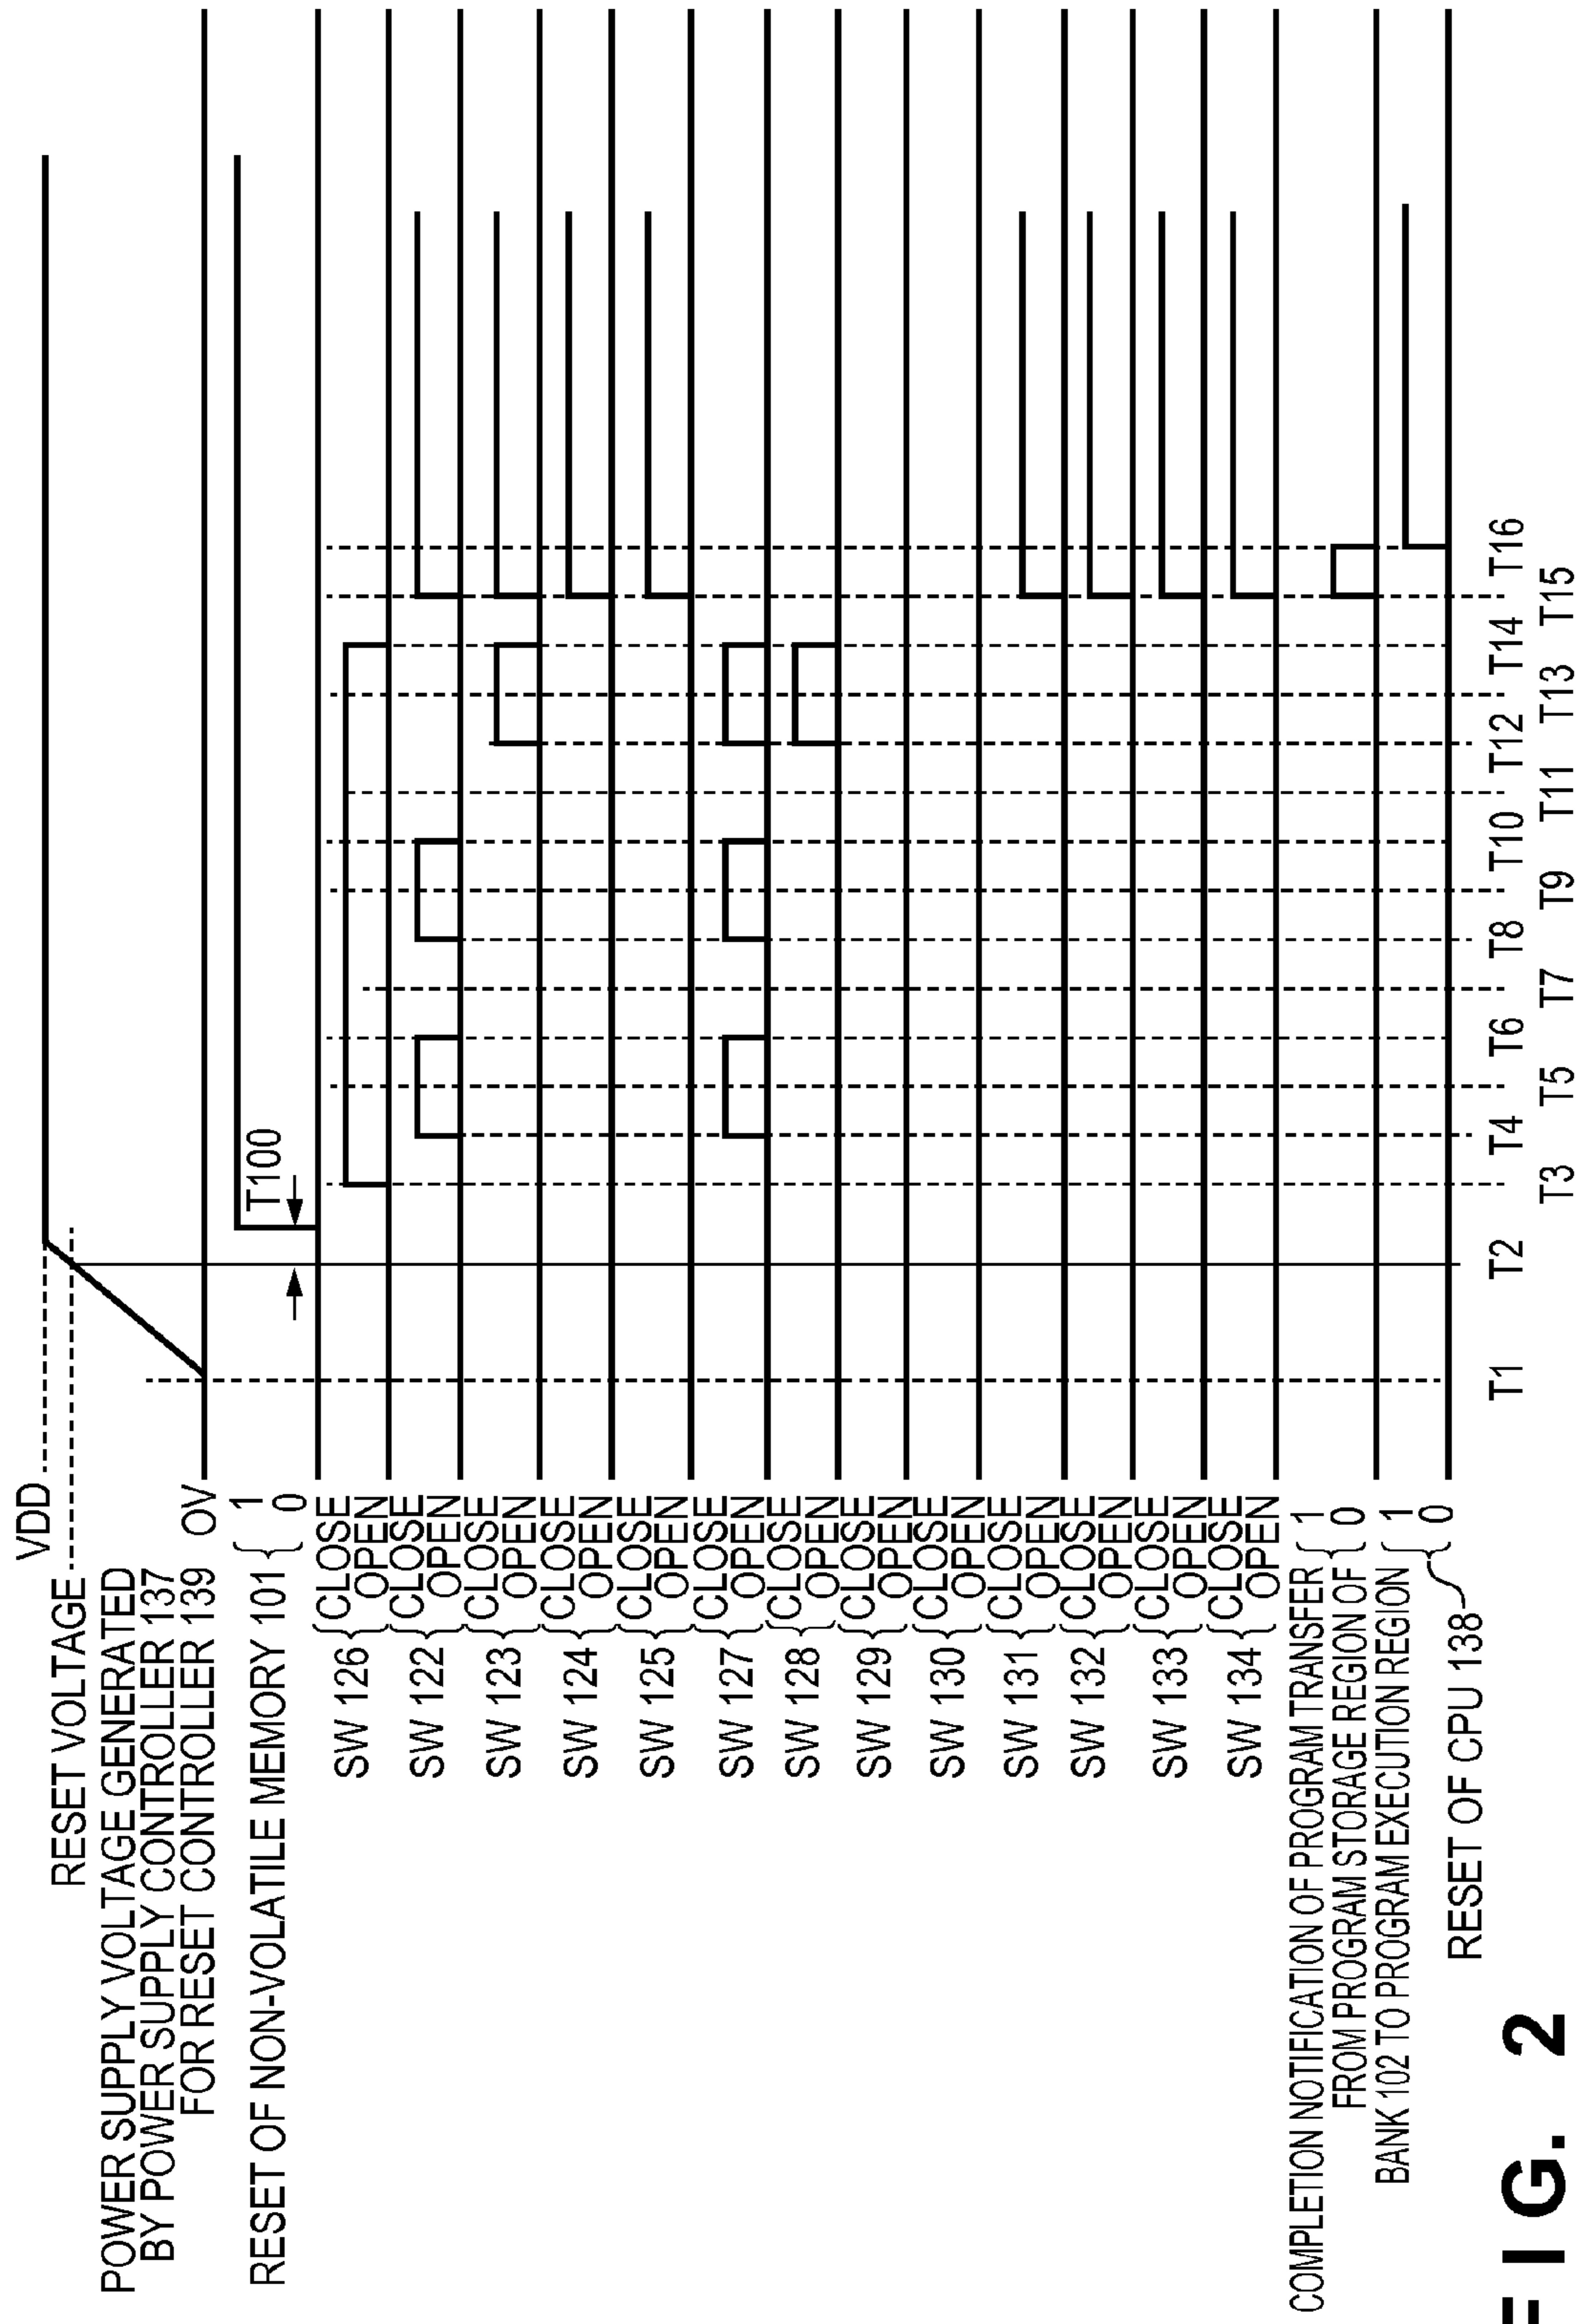 VDD
RESET VOLTAGE
POWER SUPPLY VOLTAGE GENERATED
BY POWER SUPPLY CONTROLLER 137
FOR RESET CONTROLLER 139
OV
T100
RESET OF NON-VOLATILE MEMORY 101
1
0
SW 126 CLOSE
OPEN
SW 122 CLOSE
OPEN
SW 123 CLOSE
OPEN
SW 124 CLOSE
OPEN
SW 125 CLOSE
OPEN
SW 127 CLOSE
OPEN
SW 128 CLOSE
OPEN
SW 129 CLOSE
OPEN
SW 130 CLOSE
OPEN
SW 131 CLOSE
OPEN
SW 132 CLOSE
OPEN
SW 133 CLOSE
OPEN
SW 134 CLOSE
OPEN
COMPLETION NOTIFICATION OF PROGRAM TRANSFER
FROM PROGRAM STORAGE REGION OF
BANK 102 TO PROGRAM EXECUTION REGION
1
0
RESET OF CPU 138
1
0
T1 T2 T4 T6 T8 T10 T12 T14 T16
T3 T5 T7 T9 T11 T13 T15
FIG. 2